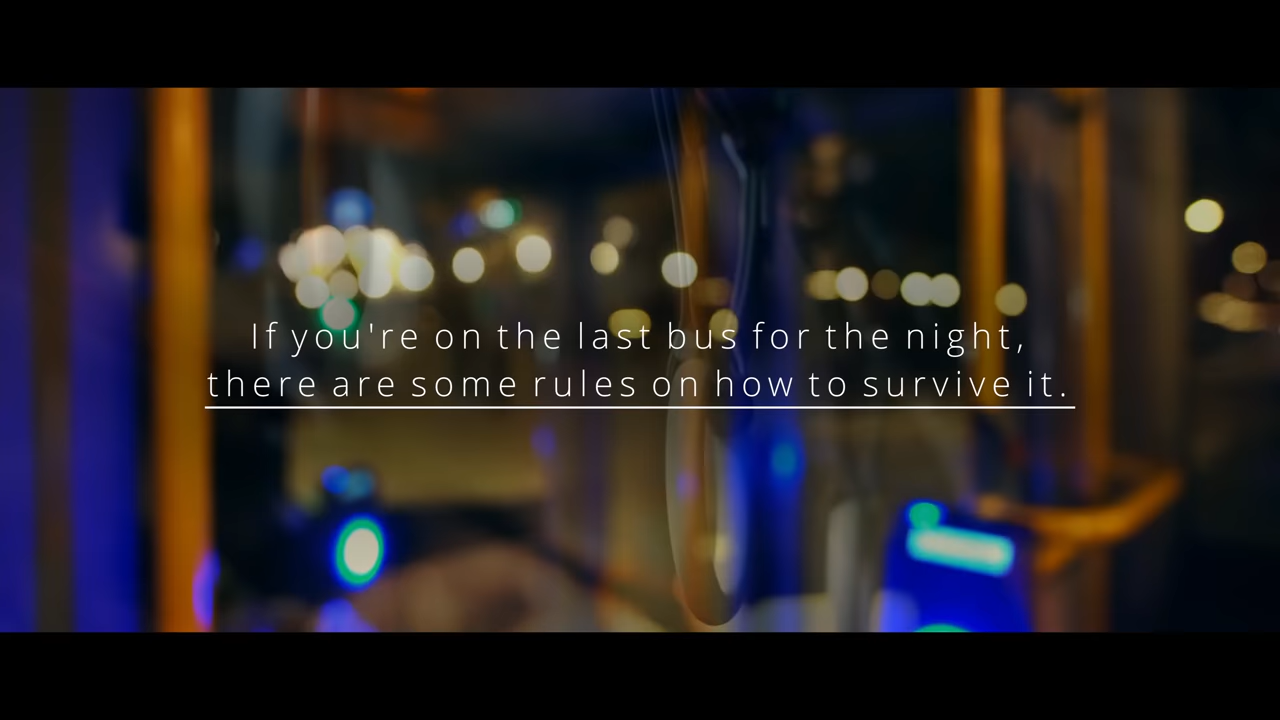 If you're on the last bus for the night,
there are some rules on how to survive it.